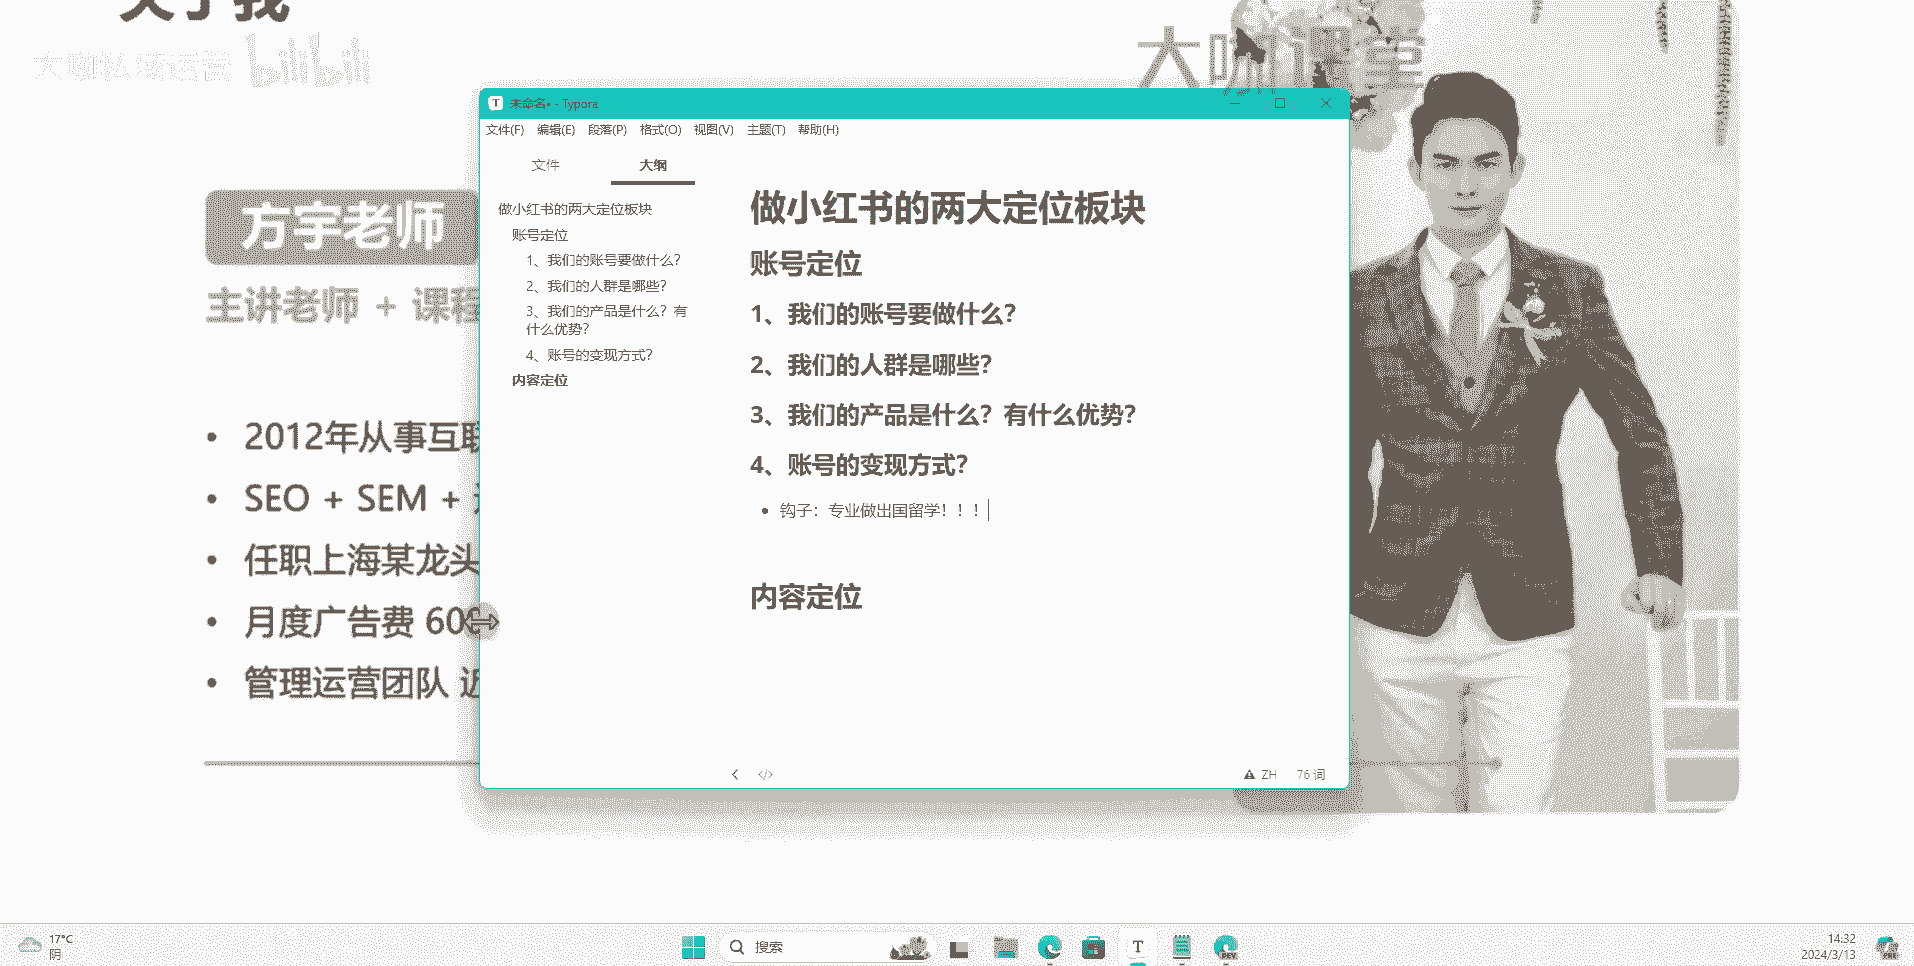 关于我
大咖私域运营 bilibili
大咖课堂
方宇老师
主讲老师 + 课程
2012年从事互联
SEO + SEM +
任职上海某龙头
月度广告费 600
管理运营团队 近
未命名• - Typora
文件(F) 编辑(E) 段落(P) 格式(O) 视图(V) 主题(T) 帮助(H)
文件 大纲
做小红书的两大定位板块
账号定位
1、我们的账号要做什么？
2、我们的人群是哪些？
3、我们的产品是什么？有
什么优势？
4、账号的变现方式？
内容定位
做小红书的两大定位板块
账号定位
1、我们的账号要做什么？
2、我们的人群是哪些？
3、我们的产品是什么？有什么优势？
4、账号的变现方式？
钩子：专业做出国留学！！！
内容定位
</> ZH 76 词
17°C
阴
搜索
DEV
14:32
2024/3/13
PRE